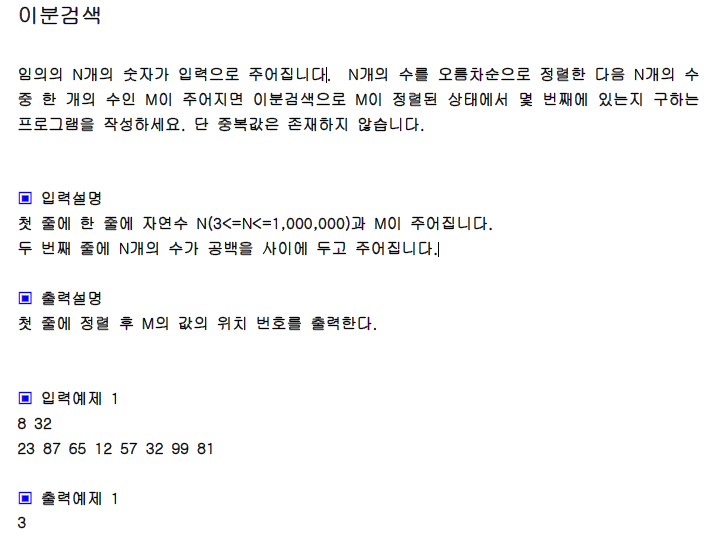 이분검색
임의의 N개의 숫자가 입력으로 주어집니다. N개의 수를 오름차순으로 정렬한 다음 N개의 수
중 한 개의 수인 M이 주어지면 이분검색으로 M이 정렬된 상태에서 몇 번째에 있는지 구하는
프로그램을 작성하세요. 단 중복값은 존재하지 않습니다.
▣ 입력설명
첫 줄에 한 줄에 자연수 N(3<=N<=1,000,000)과 M이 주어집니다.
두 번째 줄에 N개의 수가 공백을 사이에 두고 주어집니다.
▣ 출력설명
첫 줄에 정렬 후 M의 값의 위치 번호를 출력한다.
▣ 입력예제 1
8 32
23 87 65 12 57 32 99 81
▣ 출력예제 1
3